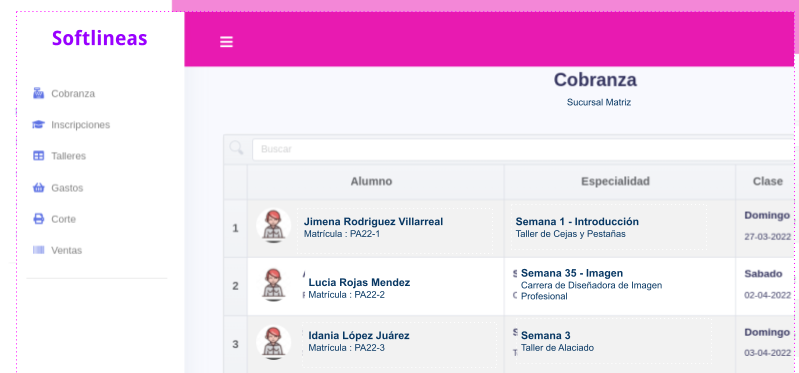 Softlineas
Cobranza
Inscripciones
Talleres
Gastos
Corte
Ventas
Cobranza
Sucursal Matriz
Buscar
Alumno Especialidad Clase
1 Jimena Rodriguez Villarreal Semana 1 - Introducción Domingo
Matrícula : PA22-1 Taller de Cejas y Pestañas 27-03-2022
2 Lucia Rojas Mendez Semana 35 - Imagen Sabado
Matrícula : PA22-2 Carrera de Diseñadora de Imagen 02-04-2022
Profesional
3 Idania López Juárez Semana 3 Domingo
Matrícula : PA22-3 Taller de Alaciado 03-04-2022